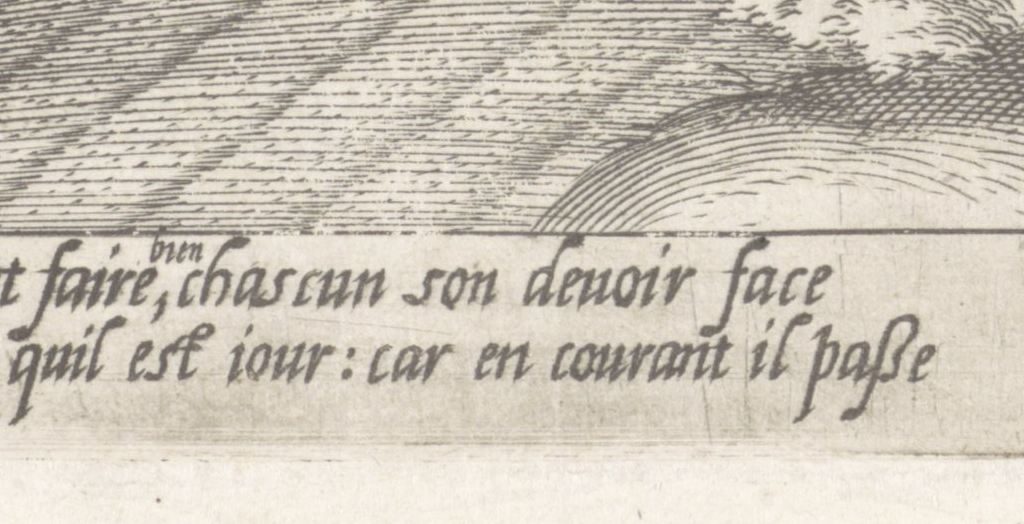 t faire, bien chascun son deuoir face
quil est iour : car en courant il paße